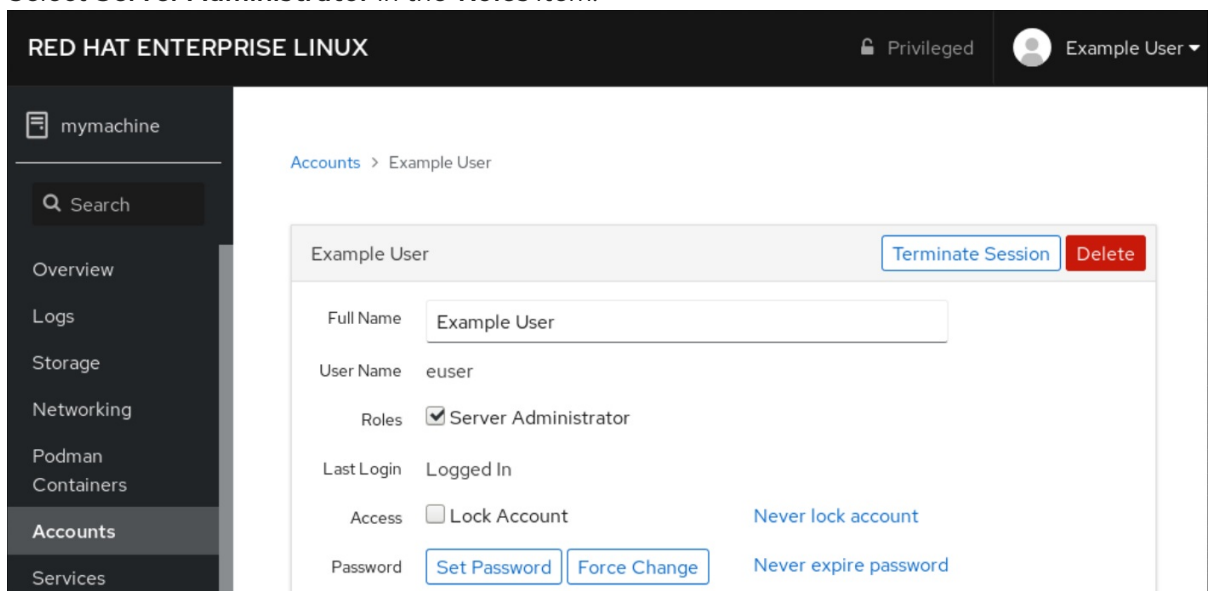 Select Server Administrator in the Roles item.
RED HAT ENTERPRISE LINUX
Privileged
Example User
mymachine
Search
Overview
Logs
Storage
Networking
Podman
Containers
Accounts
Services
Accounts > Example User
Example User
Terminate Session
Delete
Full Name Example User
User Name euser
Roles Server Administrator
Last Login Logged In
Access Lock Account Never lock account
Password Set Password Force Change Never expire password